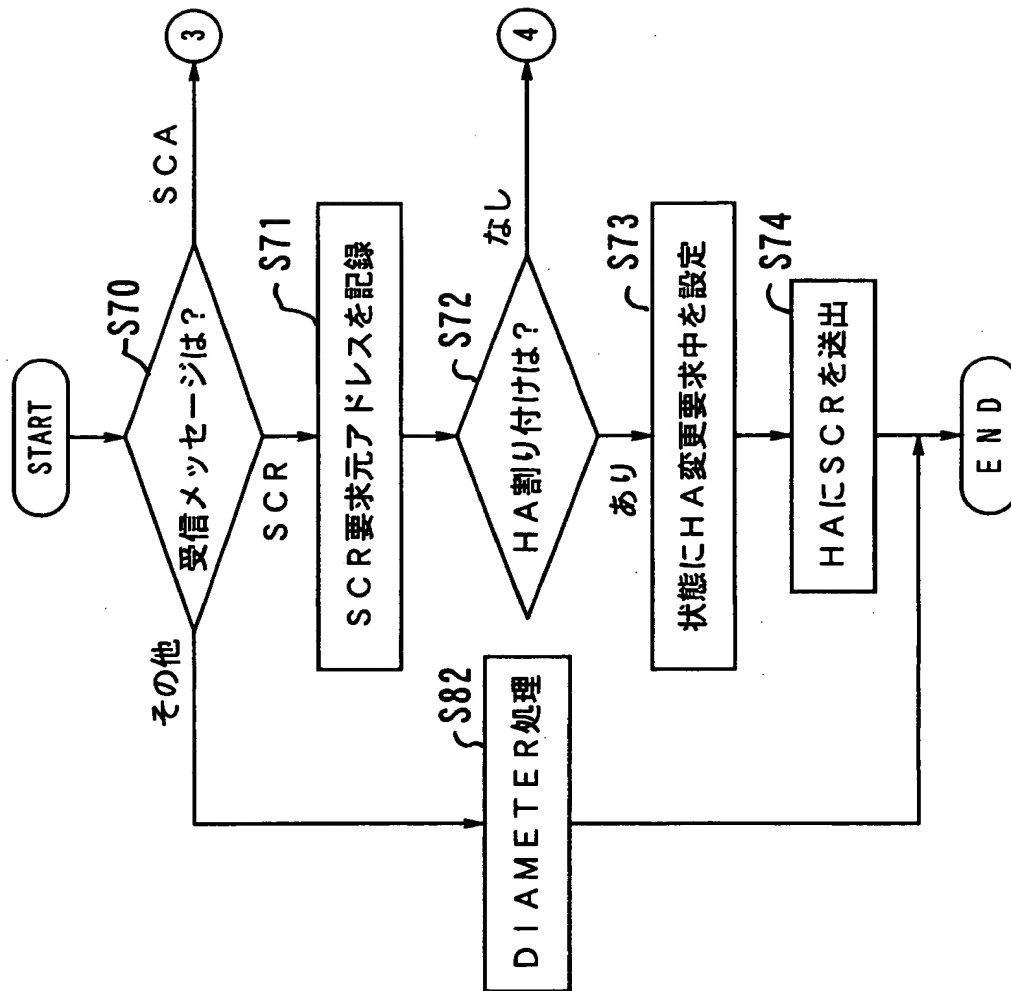 START
S70
受信メッセージは？
SCA
3
その他
SCR
S71
SCR要求元アドレスを記録
S72
HA割り付けは？
なし
4
あり
S82
DIAMETER処理
S73
状態にHA変更要求中を設定
S74
HAにSCRを送出
END